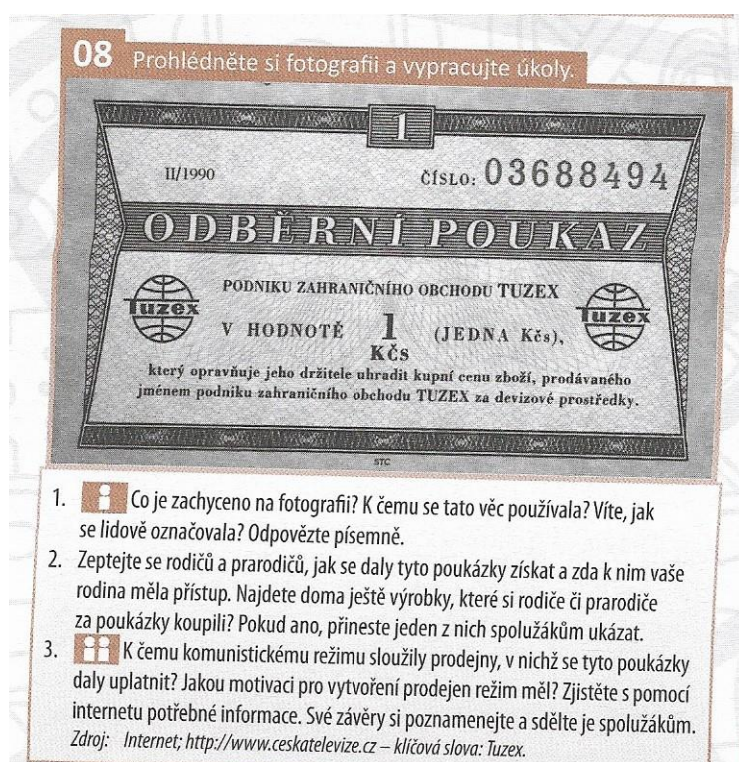 08 Prohlédněte si fotografii a vypracujte úkoly.
1
II/1990 ČÍSLO: 03688494
ODBĚRNÍ POUKAZ
Tuzex PODNIKU ZAHRANIČNÍHO OBCHODU TUZEX Tuzex
V HODNOTĚ 1 (JEDNA Kčs),
KČS
který opravňuje jeho držitele uhradit kupní cenu zboží, prodávaného
jménem podniku zahraničního obchodu TUZEX za devizové prostředky.
STC
1. Co je zachyceno na fotografii? K čemu se tato věc používala? Víte, jak
se lidově označovala? Odpovězte písemně.
2. Zeptejte se rodičů a prarodičů, jak se daly tyto poukázky získat a zda k nim vaše
rodina měla přístup. Najdete doma ještě výrobky, které si rodiče či prarodiče
za poukázky koupili? Pokud ano, přineste jeden z nich spolužákům ukázat.
3. K čemu komunistickému režimu sloužily prodejny, v nichž se tyto poukázky
daly uplatnit? Jakou motivaci pro vytvoření prodejen režim měl? Zjistěte s pomocí
internetu potřebné informace. Své závěry si poznamenejte a sdělte je spolužákům.
Zdroj: Internet; http://www.ceskatelevize.cz – klíčová slova: Tuzex.